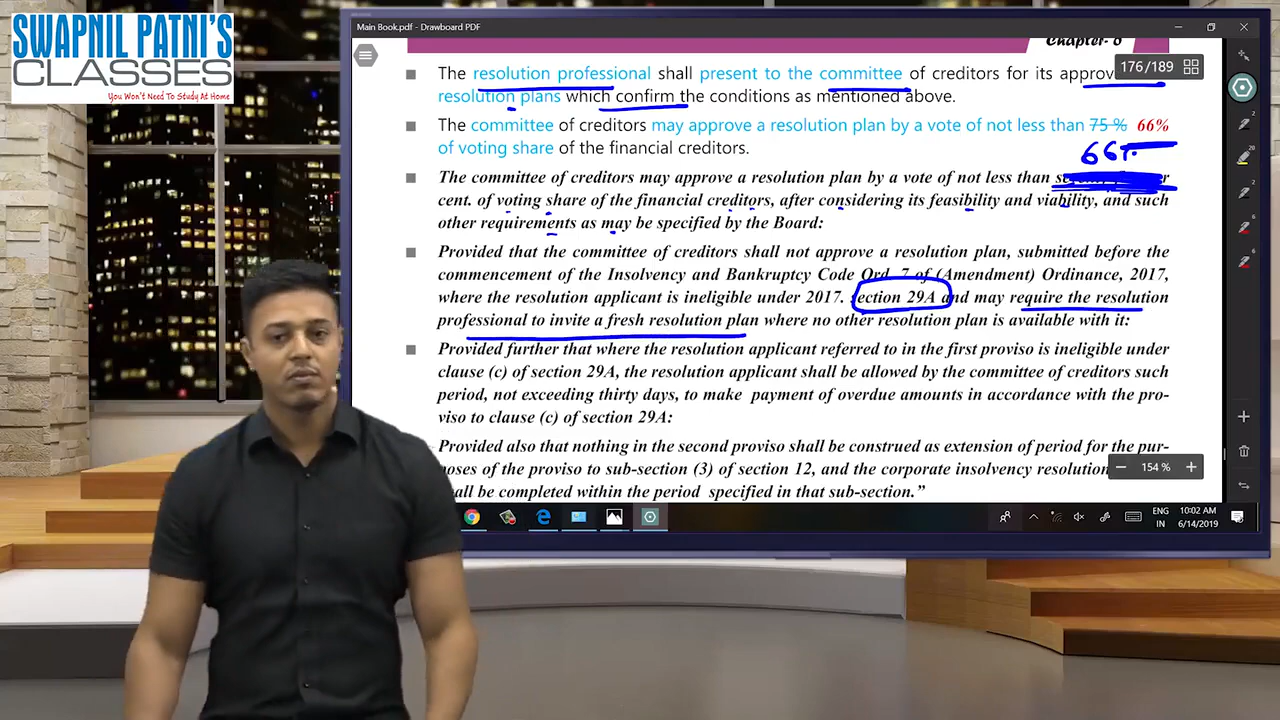 SWAPNIL PATNI'S
CLASSES
You Won't Need To Study At Home
Main Book.pdf - Drawboard PDF
Chapter- 6
176/189
The resolution professional shall present to the committee of creditors for its
resolution plans which confirm the conditions as mentioned above.
The committee of creditors may approve a resolution plan by a vote of not less than 75 % 66%
of voting share of the financial creditors.
66%
The committee of creditors may approve a resolution plan by a vote of not less than
cent. of voting share of the financial creditors, after considering its feasibility and viability, and such
other requirements as may be specified by the Board:
Provided that the committee of creditors shall not approve a resolution plan, submitted before the
commencement of the Insolvency and Bankruptcy Code Ord. 7 of (Amendment) Ordinance, 2017,
where the resolution applicant is ineligible under 2017. section 29A and may require the resolution
professional to invite a fresh resolution plan where no other resolution plan is available with it:
Provided further that where the resolution applicant referred to in the first proviso is ineligible under
clause (c) of section 29A, the resolution applicant shall be allowed by the committee of creditors such
period, not exceeding thirty days, to make payment of overdue amounts in accordance with the pro-
viso to clause (c) of section 29A:
Provided also that nothing in the second proviso shall be construed as extension of period for the pur-
poses of the proviso to sub-section (3) of section 12, and the corporate insolvency resolution
shall be completed within the period specified in that sub-section.”
154 %
ENG
IN
10:02 AM
6/14/2019